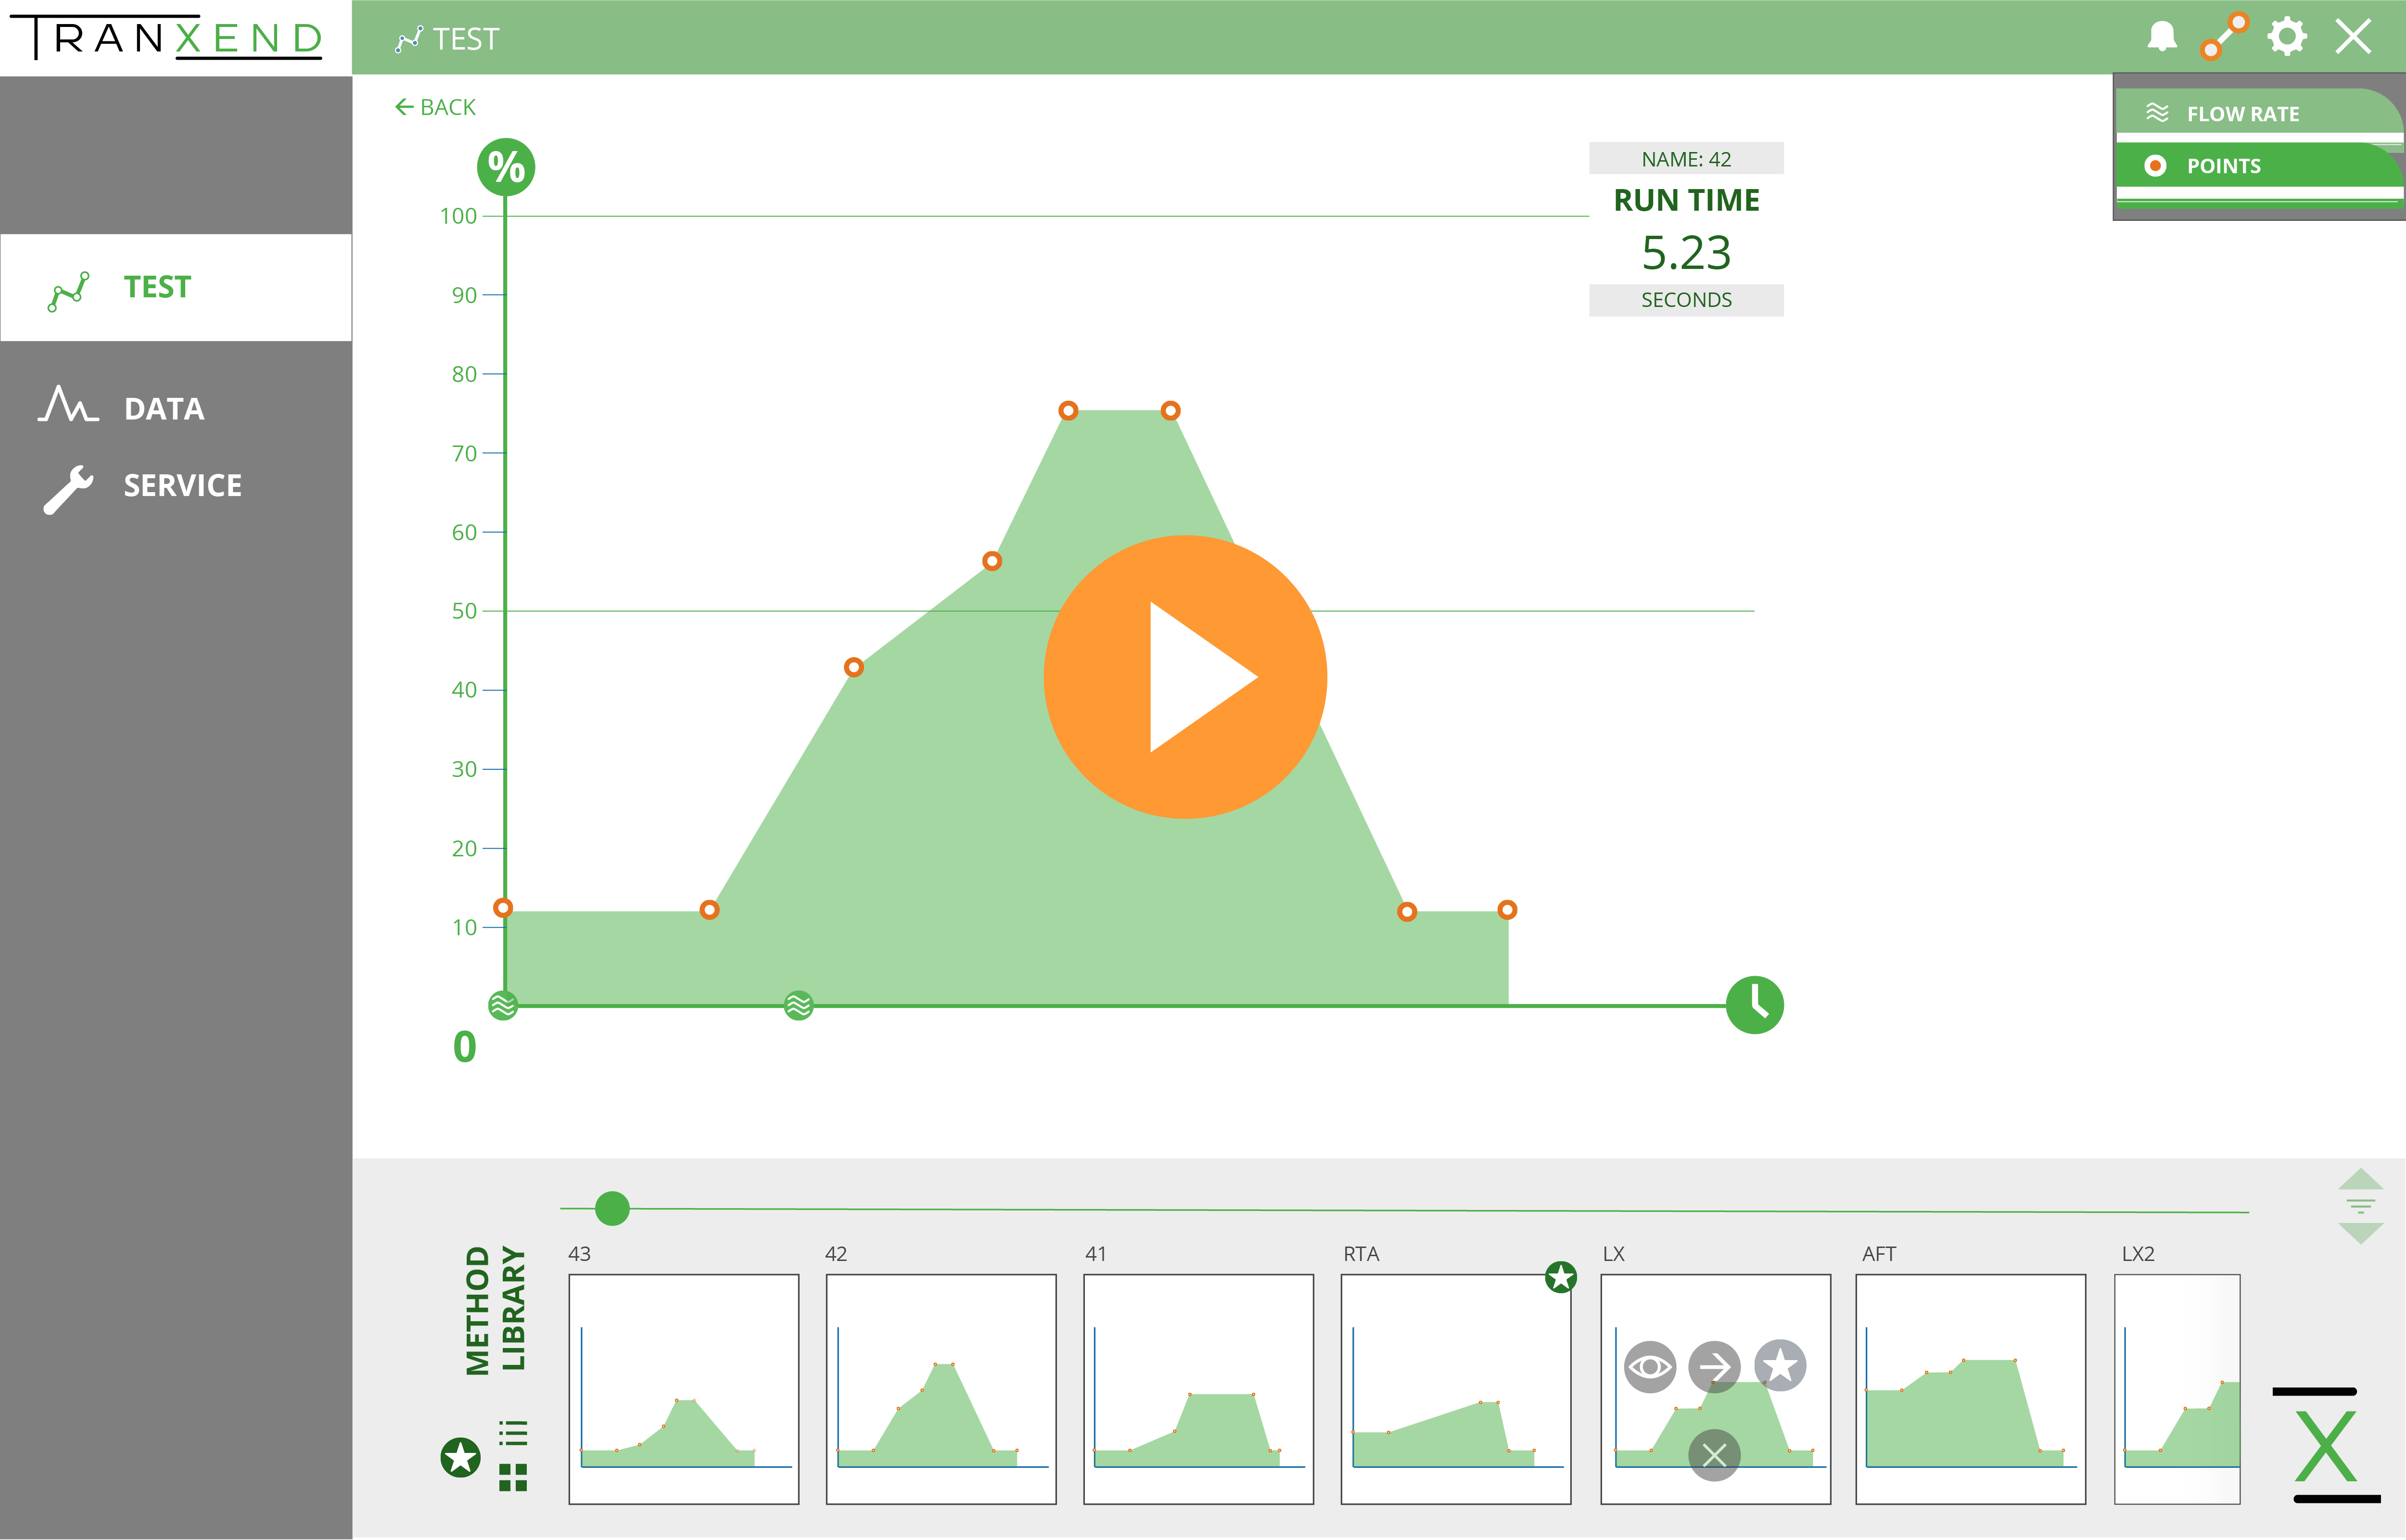 TRANXEND
TEST
BACK
FLOW RATE
POINTS
TEST
DATA
SERVICE
%
100
90
80
70
60
50
40
30
20
10
0
NAME: 42
RUN TIME
5.23
SECONDS
METHOD
LIBRARY
43
42
41
RTA
LX
AFT
LX2
X